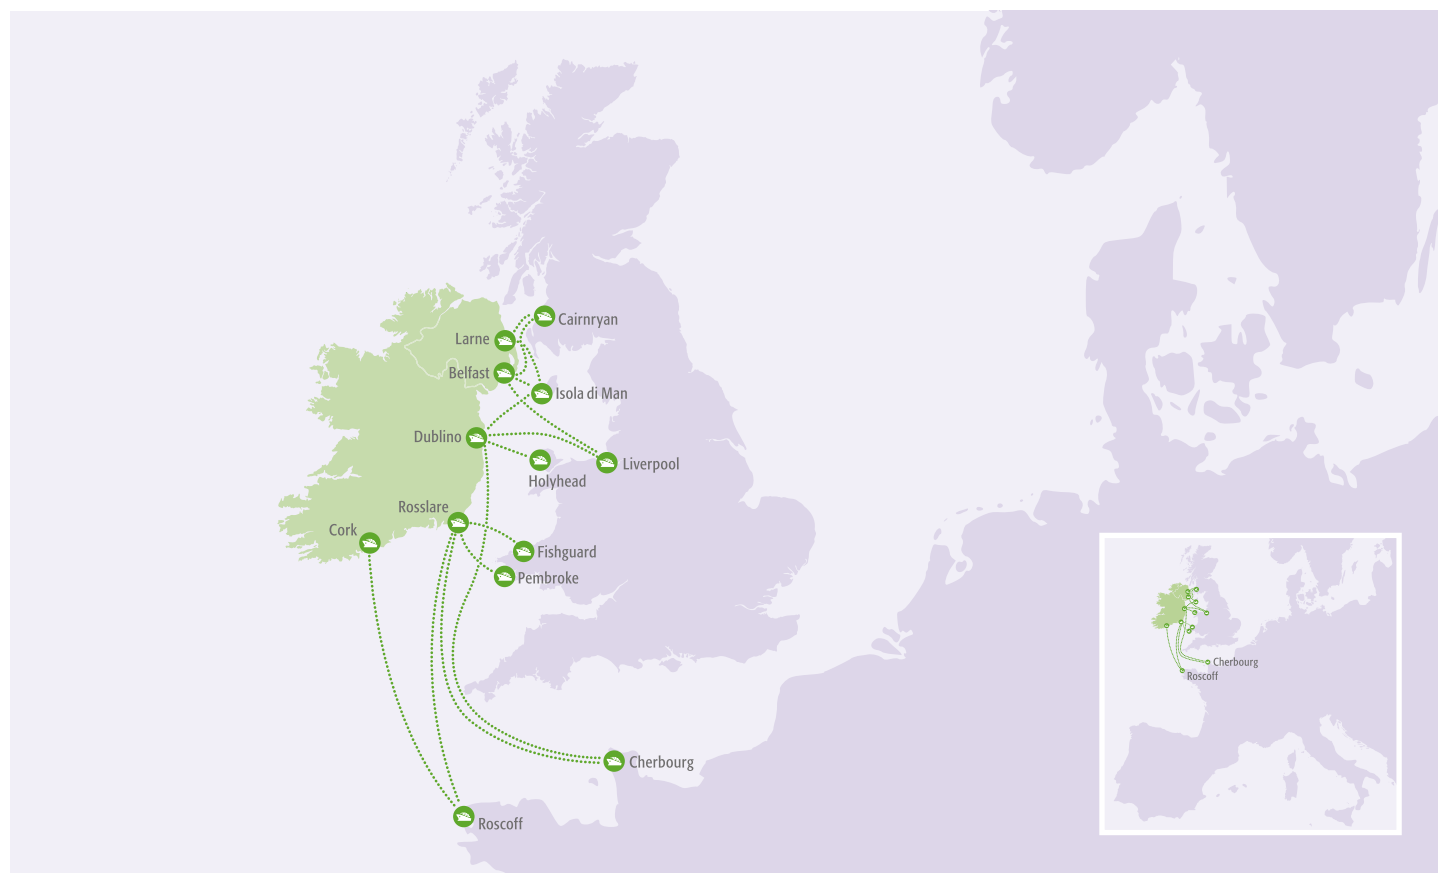 Cairnryan
Larne
Belfast
Isola di Man
Dublino
Liverpool
Holyhead
Rosslare
Cork
Fishguard
Pembroke
Cherbourg
Roscoff
Cherbourg
Roscoff